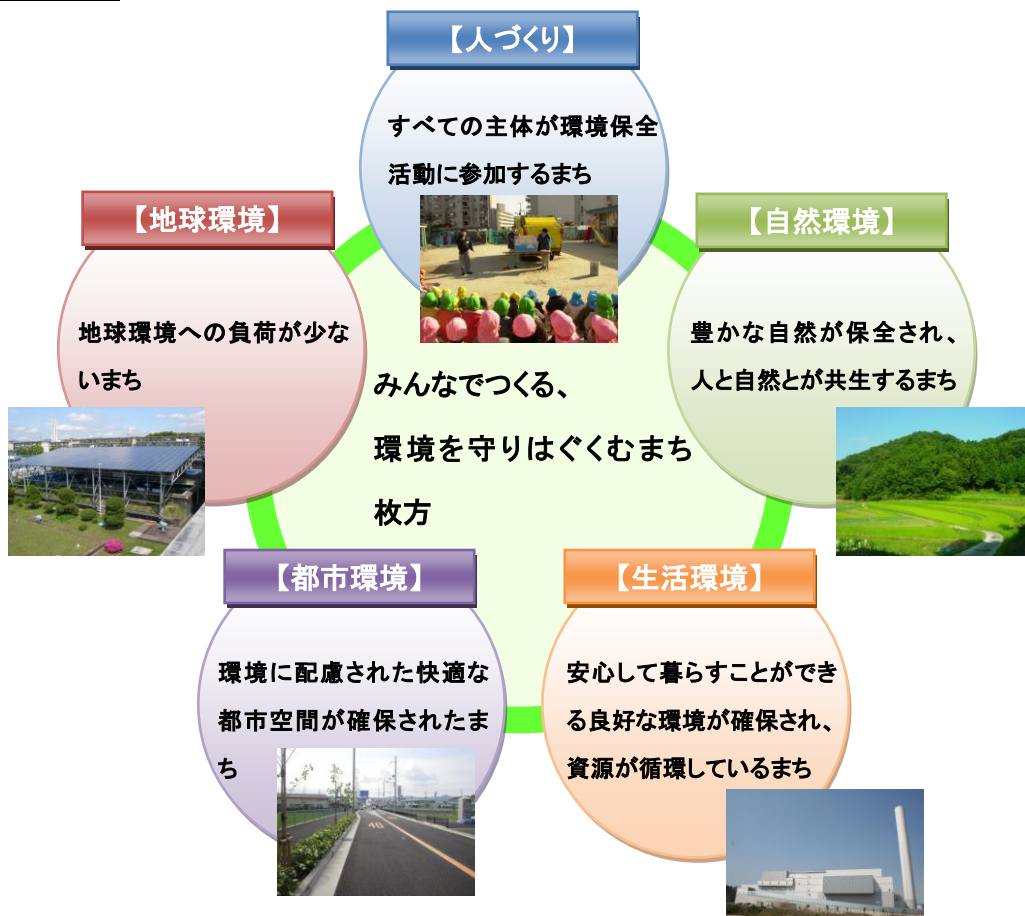 【人づくり】
すべての主体が環境保全
活動に参加するまち
【地球環境】
地球環境への負荷が少な
いまち
【自然環境】
豊かな自然が保全され、
人と自然とが共生するまち
みんなでつくる、
環境を守りはぐくむまち
枚方
【都市環境】
環境に配慮された快適な
都市空間が確保されたま
ち
40
【生活環境】
安心して暮らすことができ
る良好な環境が確保され、
資源が循環しているまち